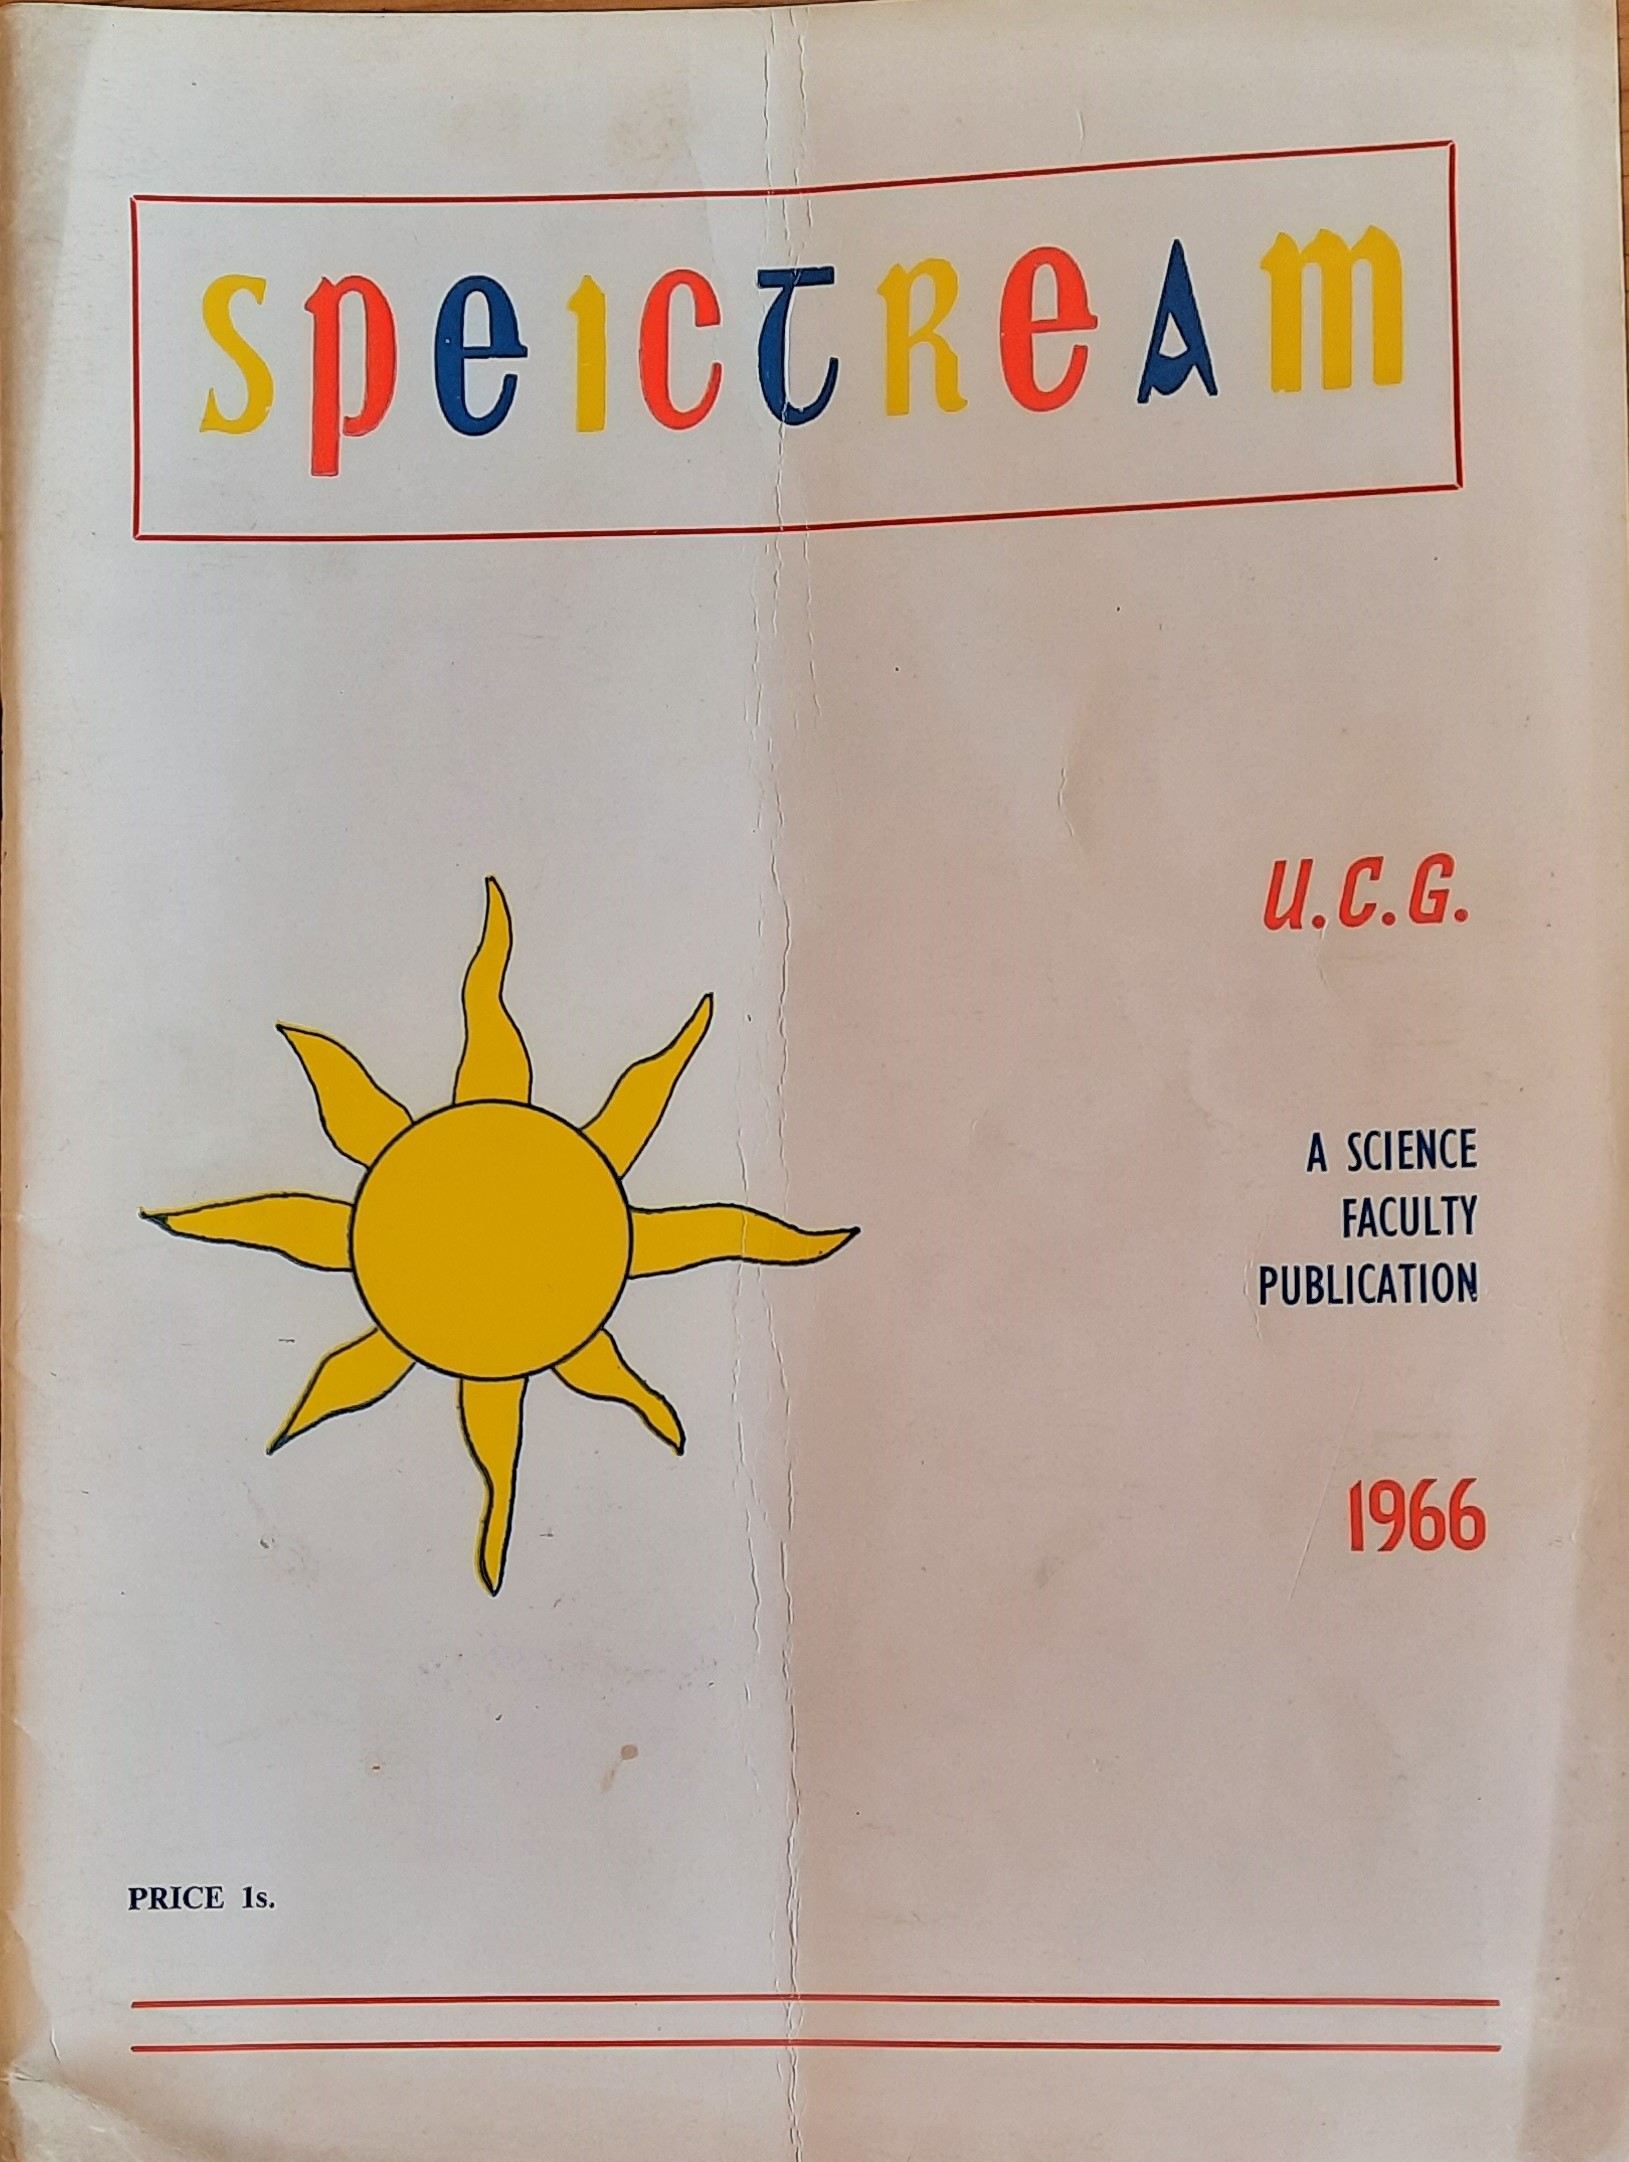 speictream
U.C.G.
A SCIENCE
FACULTY
PUBLICATION
1966
PRICE 1s.